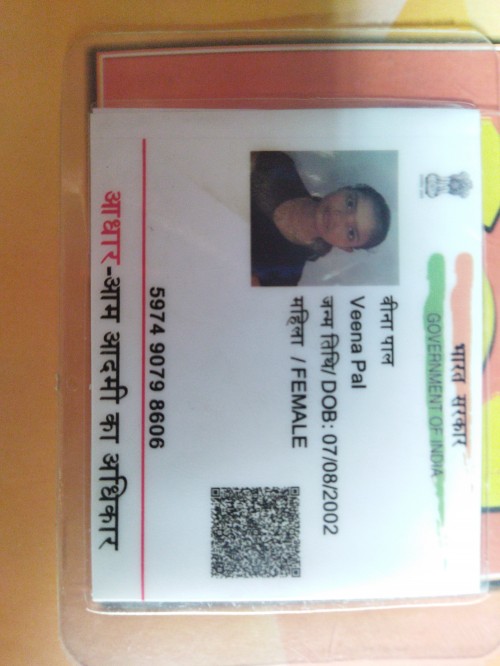 भारत सरकार
GOVERNMENT OF INDIA
वीना पाल
Veena Pal
जन्म तिथि/ DOB: 07/08/2002
महिला / FEMALE
5974 9079 8606
आधार-आम आदमी का अधिकार